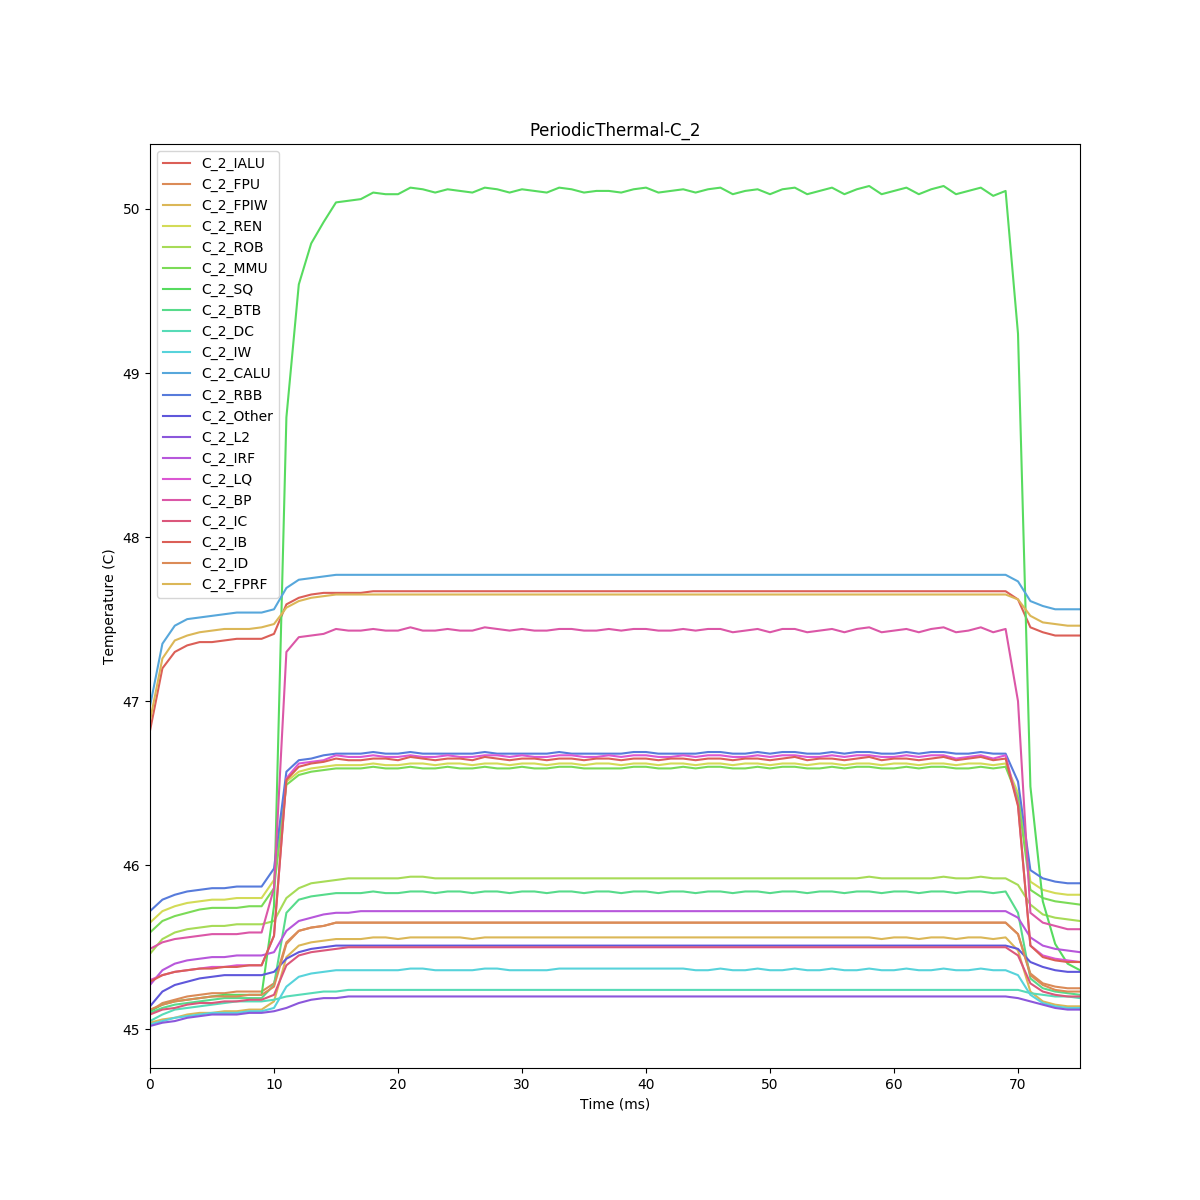 PeriodicThermal-C_2
C_2_IALU
C_2_FPU
C_2_FPIW
C_2_REN
C_2_ROB
C_2_MMU
C_2_SQ
C_2_BTB
C_2_DC
C_2_IW
C_2_CALU
C_2_RBB
C_2_Other
C_2_L2
C_2_IRF
C_2_LQ
C_2_BP
C_2_IC
C_2_IB
C_2_ID
C_2_FPRF
50
49
48
47
46
45
Temperature (C)
0 10 20 30 40 50 60 70
Time (ms)